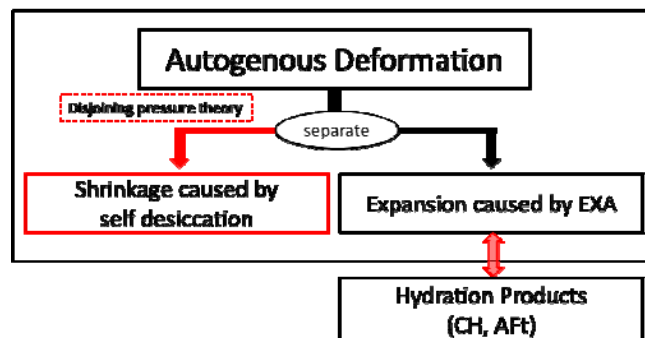 Autogenous Deformation
Disjoining pressure theory
separate
Shrinkage caused by
self desiccation
Expansion caused by EXA
Hydration Products
(CH, AFt)